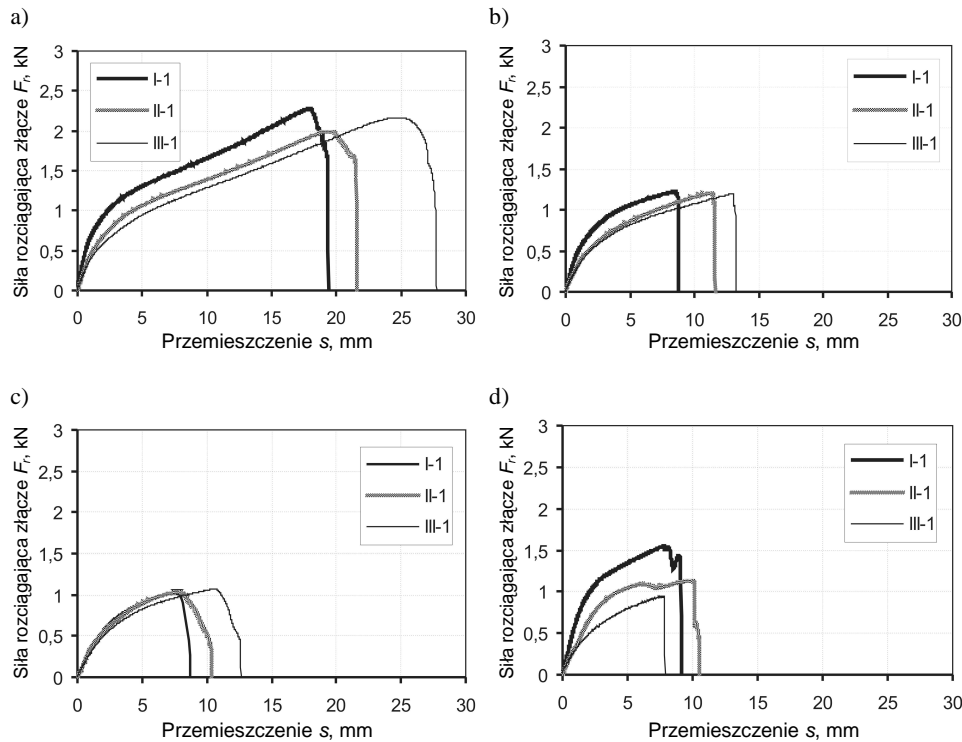 a)
Siła rozciągająca złącze Fr, kN
3
2,5
2
1,5
1
0,5
0
I-1
II-1
III-1
0 5 10 15 20 25 30
Przemieszczenie s, mm
b)
Siła rozciągająca złącze Fr, kN
3
2,5
2
1,5
1
0,5
0
I-1
II-1
III-1
0 5 10 15 20 25 30
Przemieszczenie s, mm
c)
Siła rozciągająca złącze Fr, kN
3
2,5
2
1,5
1
0,5
0
I-1
II-1
III-1
0 5 10 15 20 25 30
Przemieszczenie s, mm
d)
Siła rozciągająca złącze Fr, kN
3
2,5
2
1,5
1
0,5
0
I-1
II-1
III-1
0 5 10 15 20 25 30
Przemieszczenie s, mm